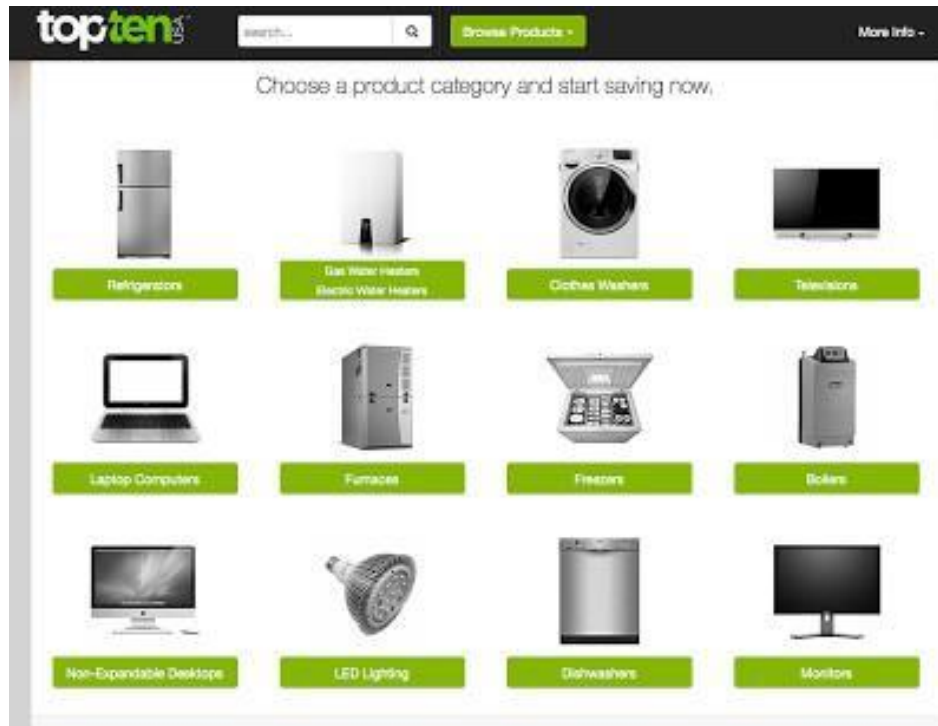 topten USA
search...
Browse Products
More Info
Choose a product category and start saving now.
Refrigerators
Gas Water Heaters
Electric Water Heaters
Clothes Washers
Televisions
Laptop Computers
Furnaces
Freezers
Boilers
Non-Expandable Desktops
LED Lighting
Dishwashers
Monitors